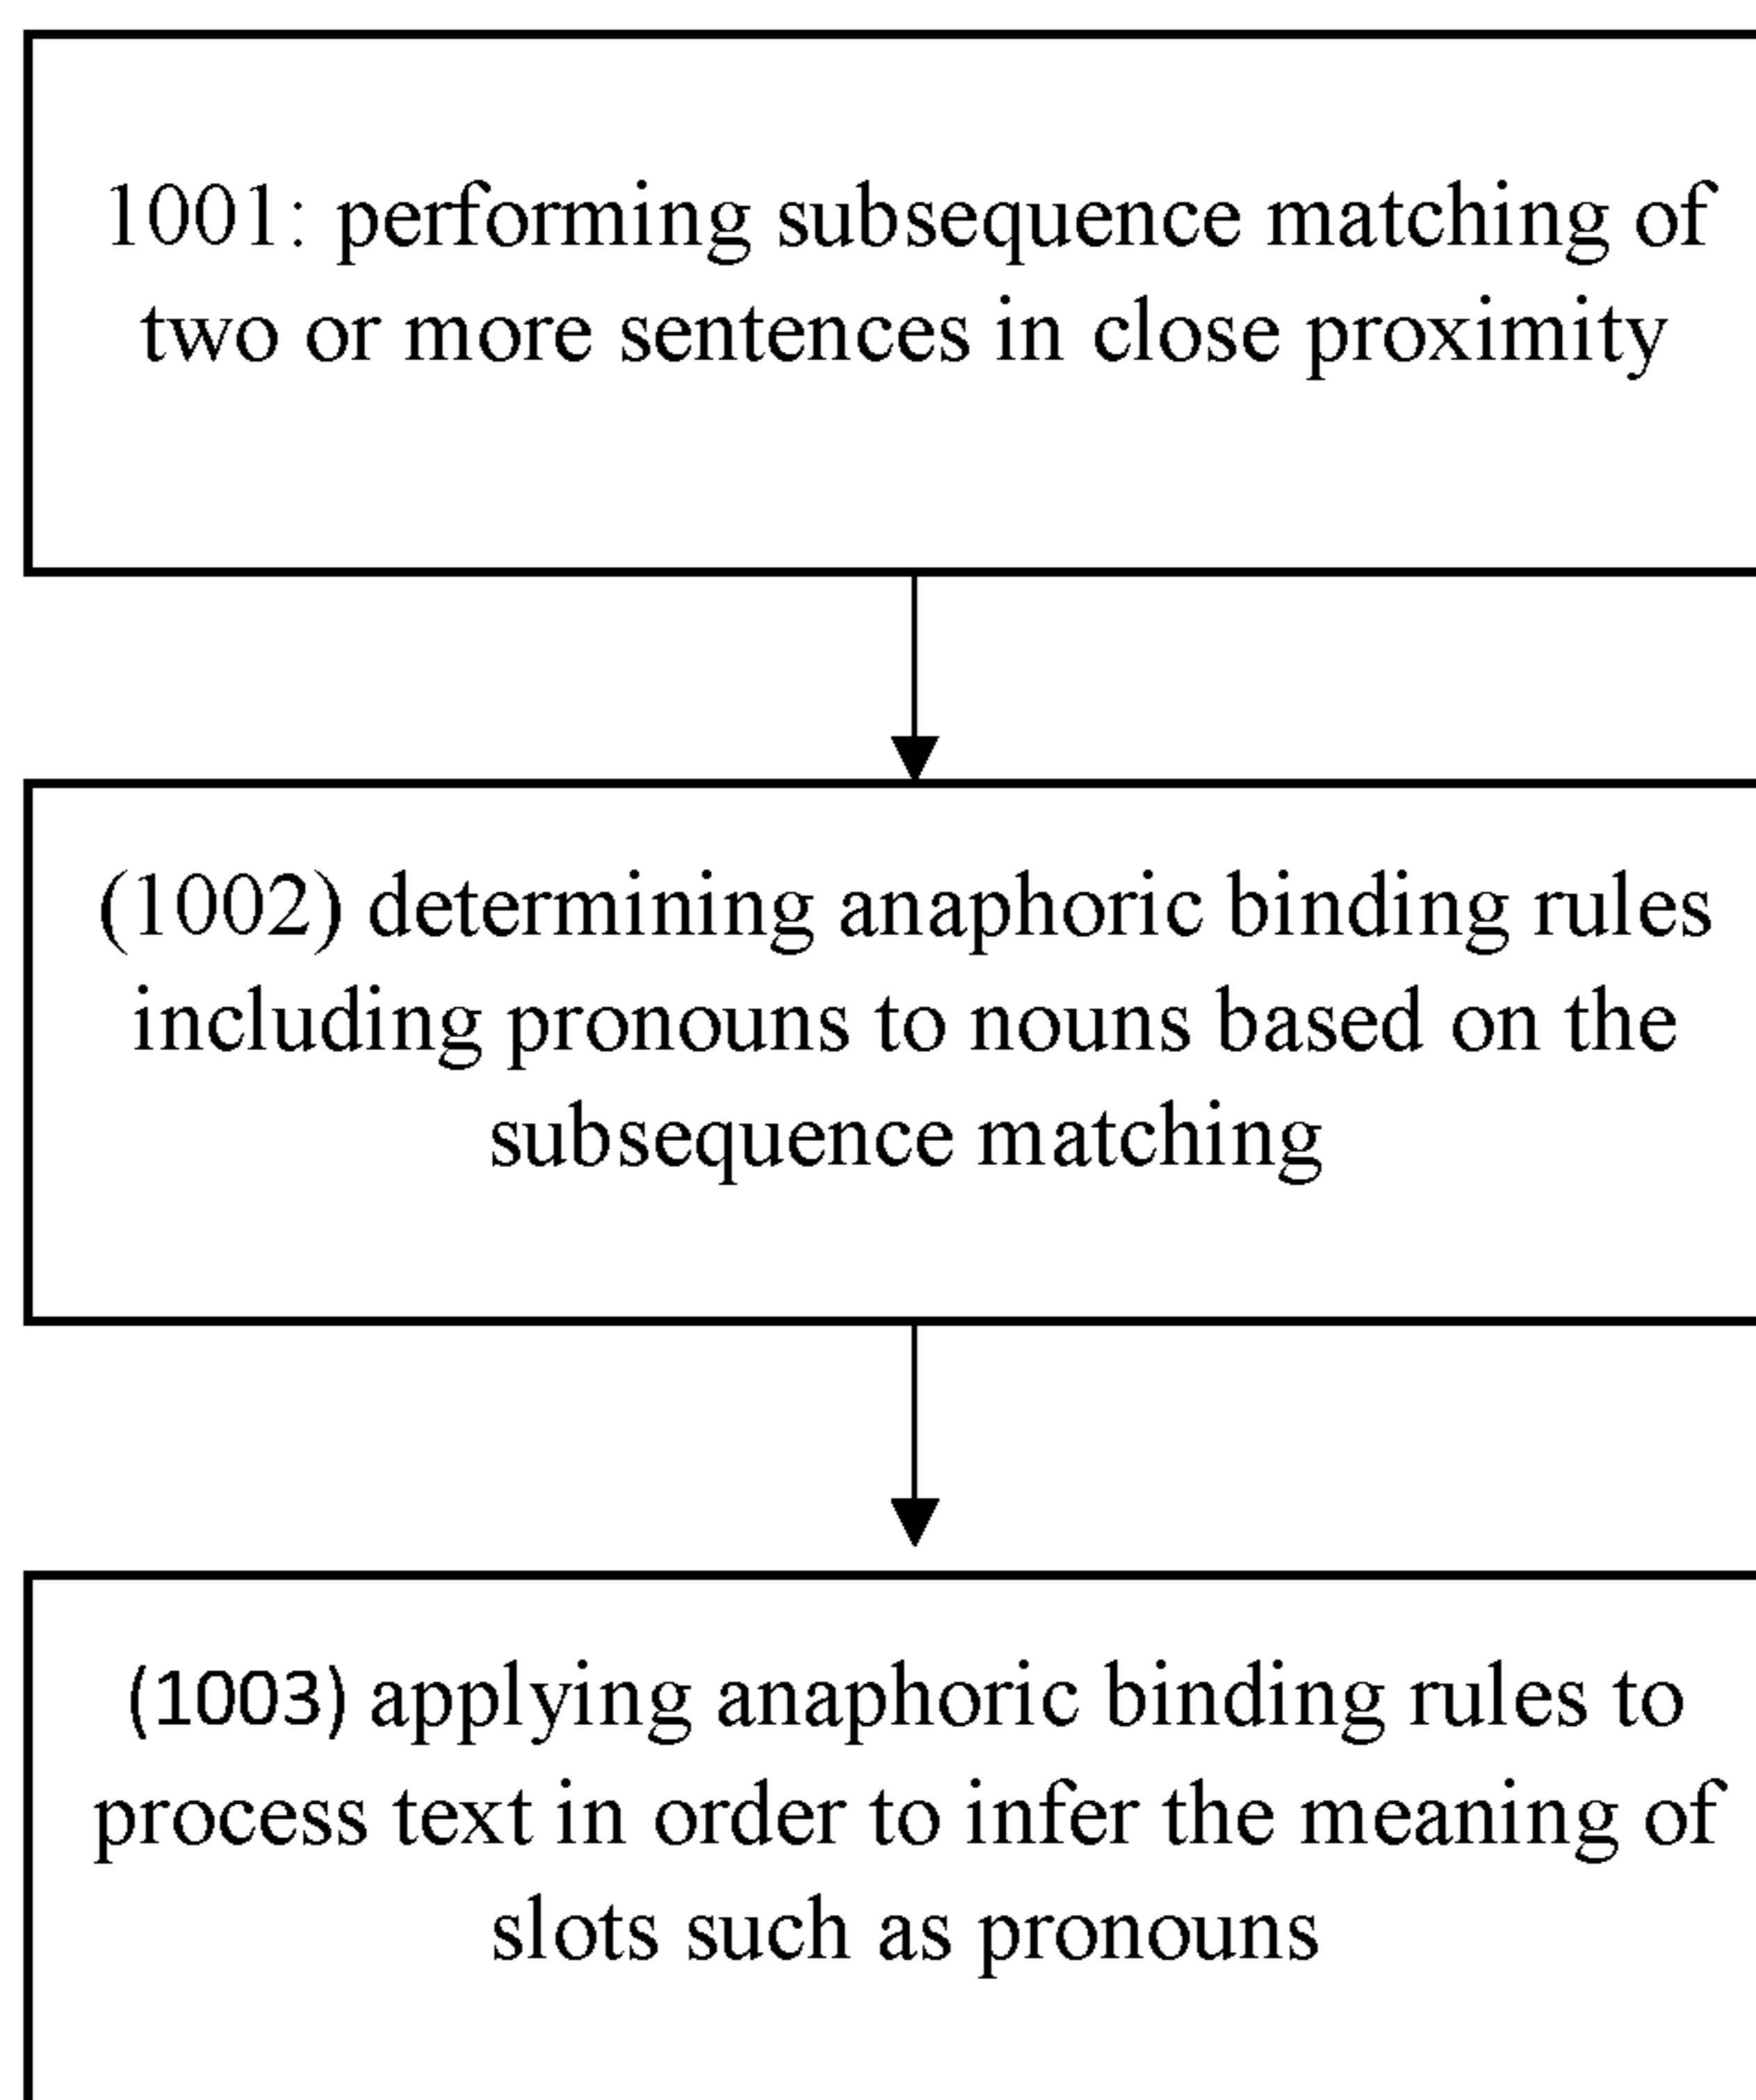 1001: performing subsequence matching of
two or more sentences in close proximity
(1002) determining anaphoric binding rules
including pronouns to nouns based on the
subsequence matching
(1003) applying anaphoric binding rules to
process text in order to infer the meaning of
slots such as pronouns